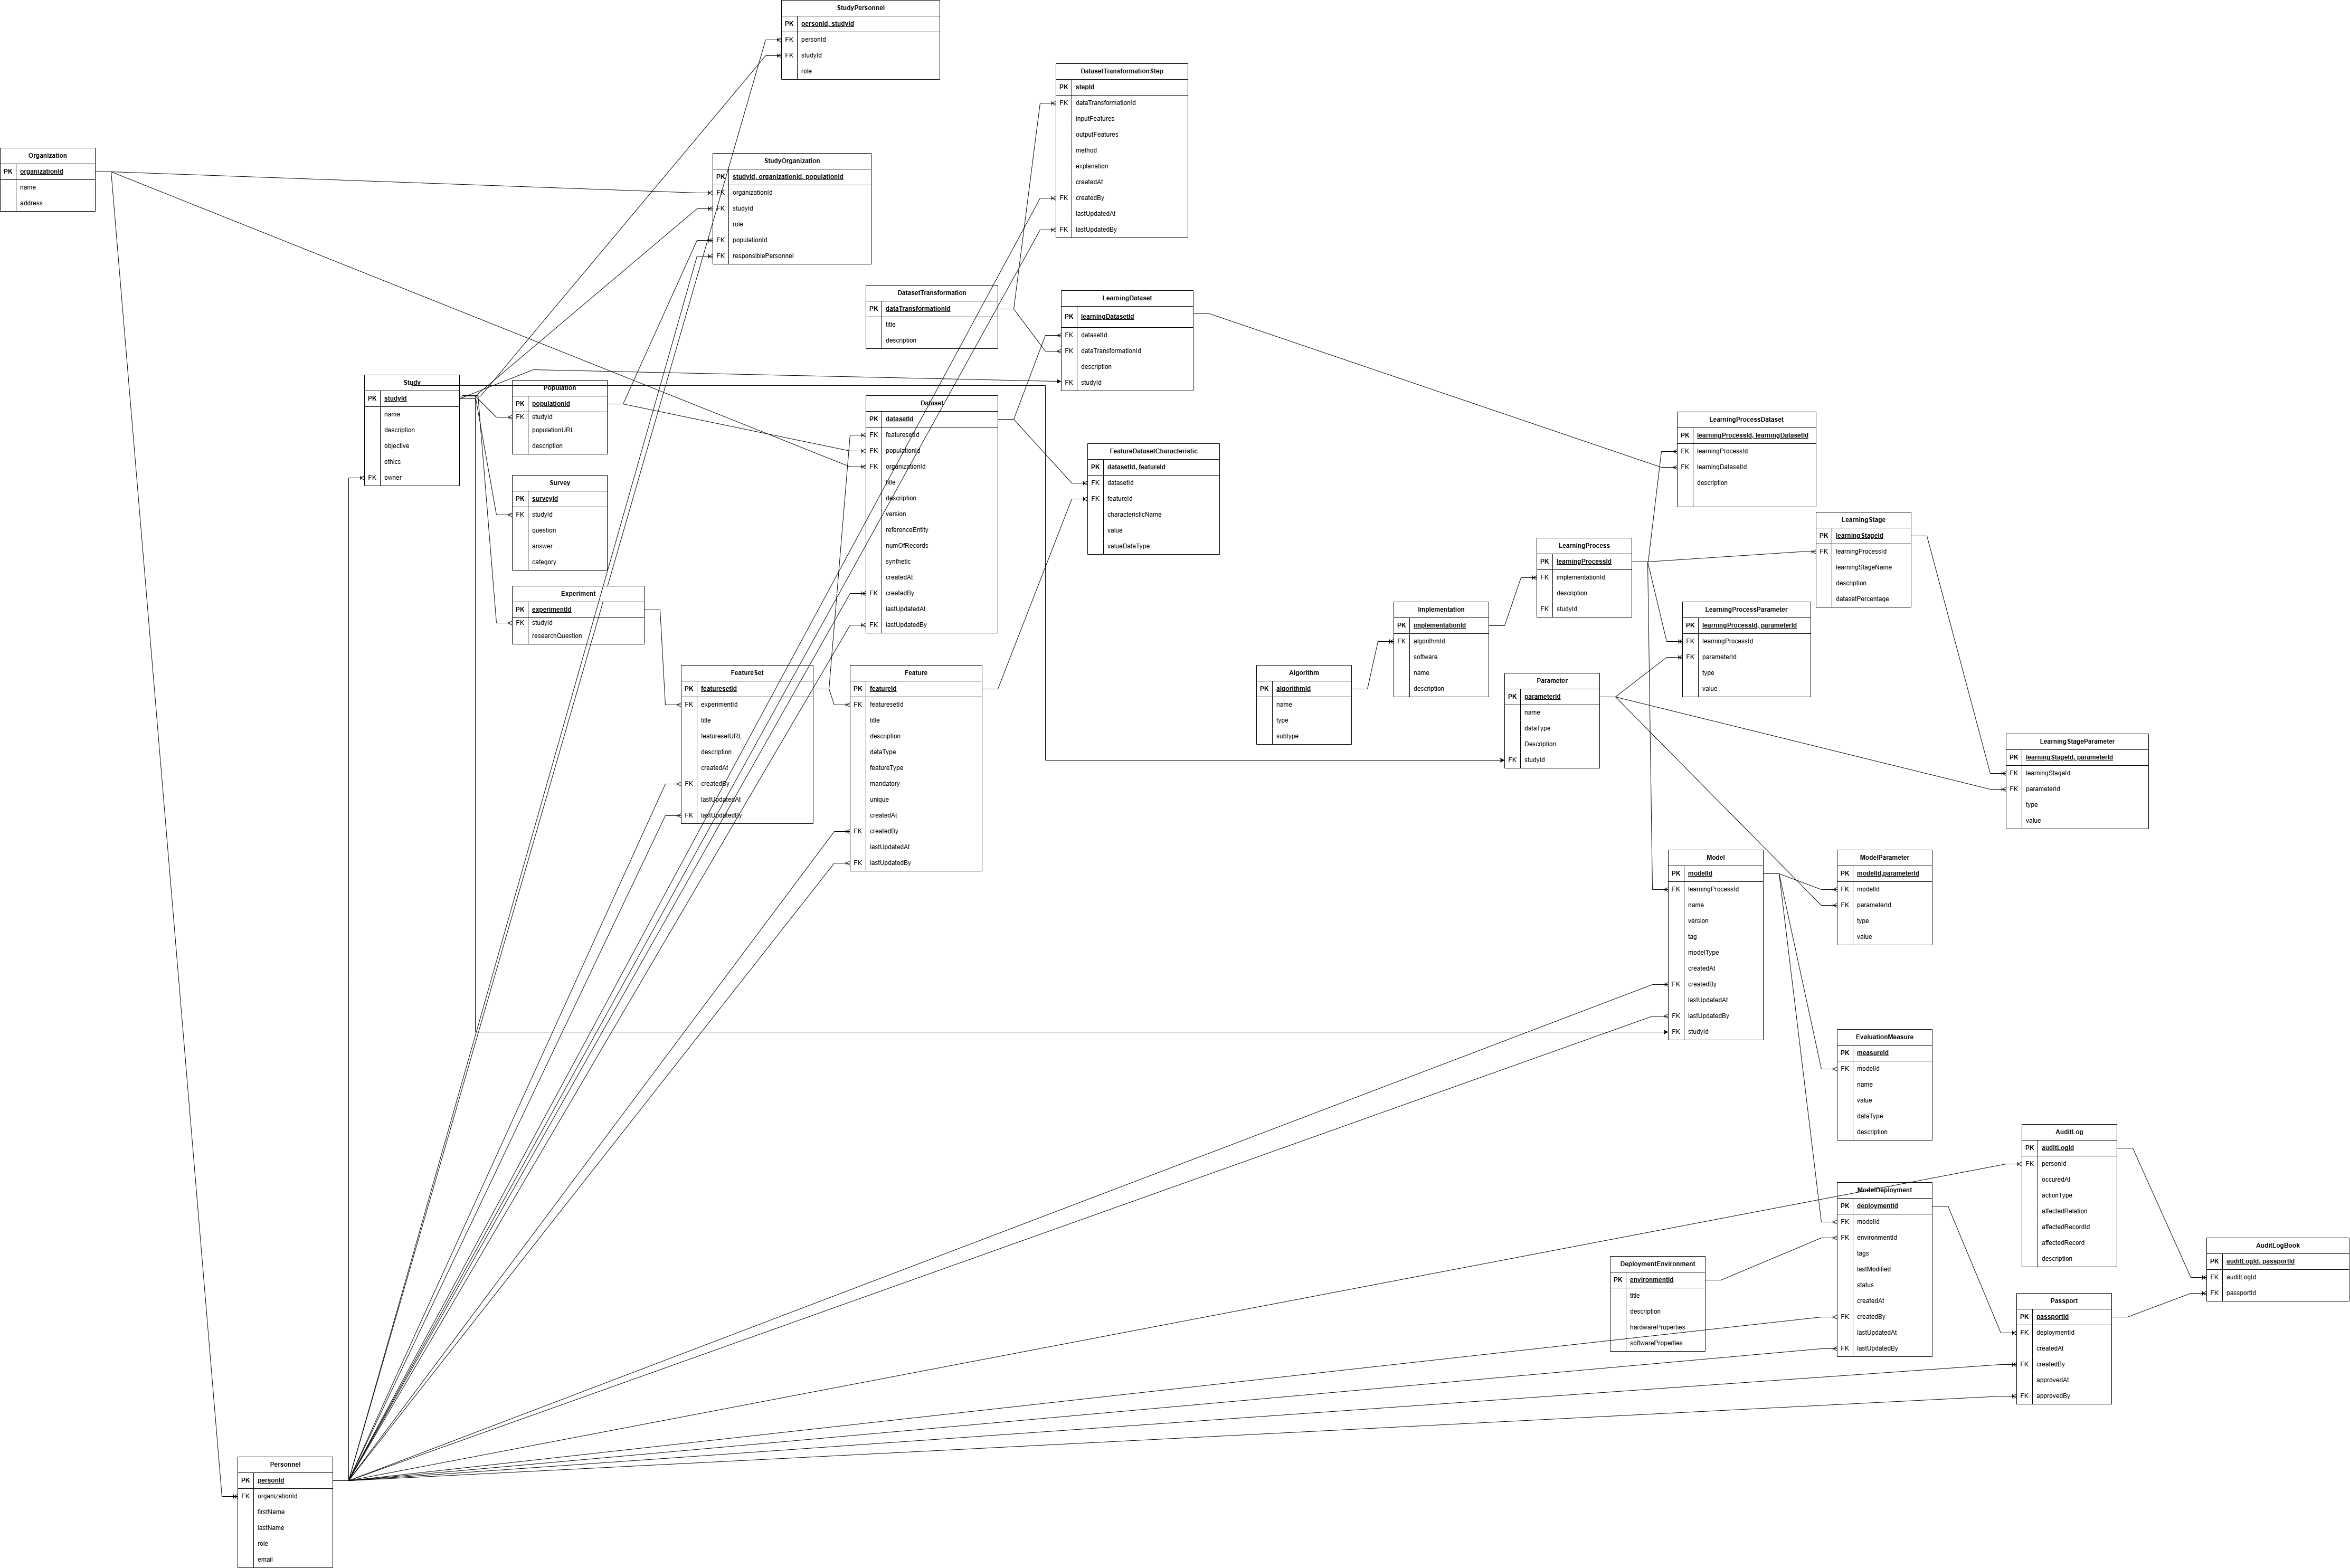 StudyPersonnel
PK personId, studyId
FK personId
FK studyId
role
DatasetTransformationStep
PK stepId
FK dataTransformationId
inputFeatures
outputFeatures
method
explanation
createdAt
FK createdBy
lastUpdatedAt
FK lastUpdatedBy
Organization
PK organizationId
name
address
StudyOrganization
PK studyId, organizationId, populationId
FK organizationId
FK studyId
role
FK populationId
FK responsiblePersonnel
DatasetTransformation
PK dataTransformationId
title
description
LearningDataset
PK learningDatasetId
FK datasetId
FK dataTransformationId
description
FK studyId
Study
PK studyId
name
description
objective
ethics
FK owner
Population
PK populationId
FK studyId
populationURL
description
Survey
PK surveyId
FK studyId
question
answer
category
Experiment
PK experimentId
FK studyId
researchQuestion
Dataset
PK datasetId
FK featuresetId
FK populationId
FK organizationId
title
description
version
referenceEntity
numOfRecords
synthetic
createdAt
FK createdBy
lastUpdatedAt
FK lastUpdatedBy
FeatureDatasetCharacteristic
PK datasetId, featureId
FK datasetId
FK featureId
characteristicName
value
valueDataType
FeatureSet
PK featuresetId
FK experimentId
title
featuresetURL
description
createdAt
FK createdBy
lastUpdatedAt
FK lastUpdatedBy
Feature
PK featureId
FK featuresetId
title
description
dataType
featureType
mandatory
unique
createdAt
FK createdBy
lastUpdatedAt
FK lastUpdatedBy
LearningProcessDataset
PK learningProcessId, learningDatasetId
FK learningProcessId
FK learningDatasetId
description
LearningStage
PK learningStageId
FK learningProcessId
learningStageName
description
datasetPercentage
LearningProcess
PK learningProcessId
FK implementationId
description
FK studyId
Implementation
PK implementationId
FK algorithmId
software
name
description
LearningProcessParameter
PK learningProcessId, parameterId
FK learningProcessId
FK parameterId
type
value
Algorithm
PK algorithmId
name
type
subtype
Parameter
PK parameterId
name
dataType
Description
FK studyId
LearningStageParameter
PK learningStageId, parameterId
FK learningStageId
FK parameterId
type
value
Model
PK modelId
FK learningProcessId
name
version
tag
modelType
createdAt
FK createdBy
lastUpdatedAt
FK lastUpdatedBy
FK studyId
ModelParameter
PK modelId,parameterId
FK modelId
FK parameterId
type
value
EvaluationMeasure
PK measureId
FK modelId
name
value
dataType
description
AuditLog
PK auditLogId
FK personId
occuredAt
actionType
affectedRelation
affectedRecordId
affectedRecord
description
ModelDeployment
PK deploymentId
FK modelId
FK environmentId
tags
lastModified
status
createdAt
FK createdBy
lastUpdatedAt
FK lastUpdatedBy
AuditLogBook
PK auditLogId, passportId
FK auditLogId
FK passportId
DeploymentEnvironment
PK environmentId
title
description
hardwareProperties
softwareProperties
Passport
PK passportId
FK deploymentId
createdAt
FK createdBy
approvedAt
FK approvedBy
Personnel
PK personId
FK organizationId
firstName
lastName
role
email